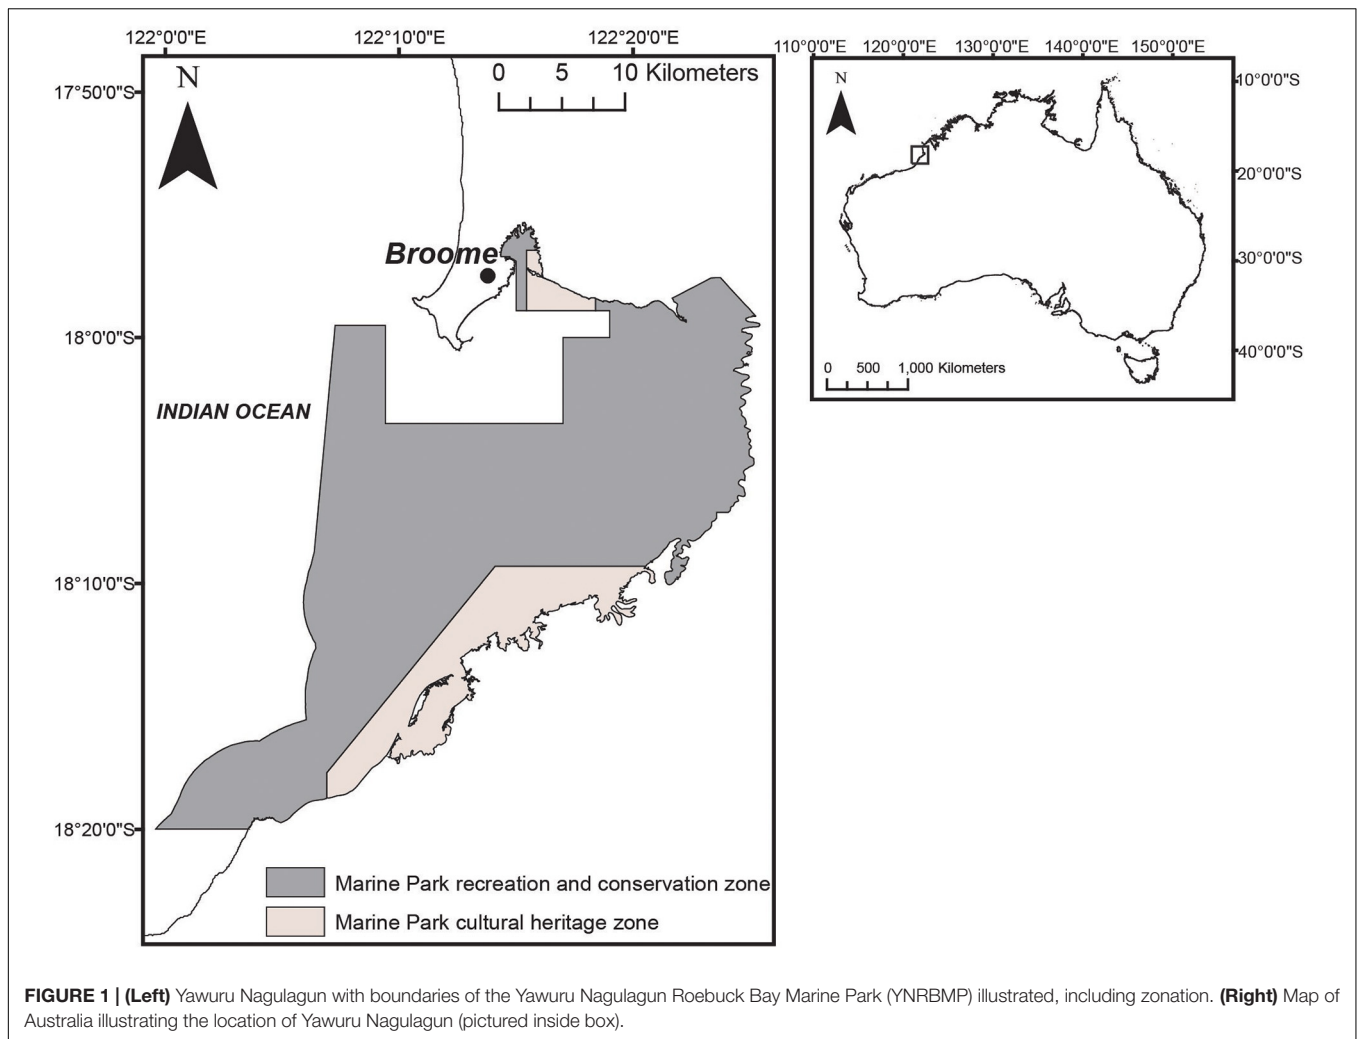 122°0'0"E 122°10'0"E 122°20'0"E
N
0 5 10 Kilometers
17°50'0"S
Broome
18°0'0"S
INDIAN OCEAN
18°10'0"S
18°20'0"S
Marine Park recreation and conservation zone
Marine Park cultural heritage zone
110°0'0"E 120°0'0"E 130°0'0"E 140°0'0"E 150°0'0"E
N
10°0'0"S
20°0'0"S
30°0'0"S
40°0'0"S
0 500 1,000 Kilometers
FIGURE 1 | (Left) Yawuru Nagulagun with boundaries of the Yawuru Nagulagun Roebuck Bay Marine Park (YNRBMP) illustrated, including zonation. (Right) Map of
Australia illustrating the location of Yawuru Nagulagun (pictured inside box).